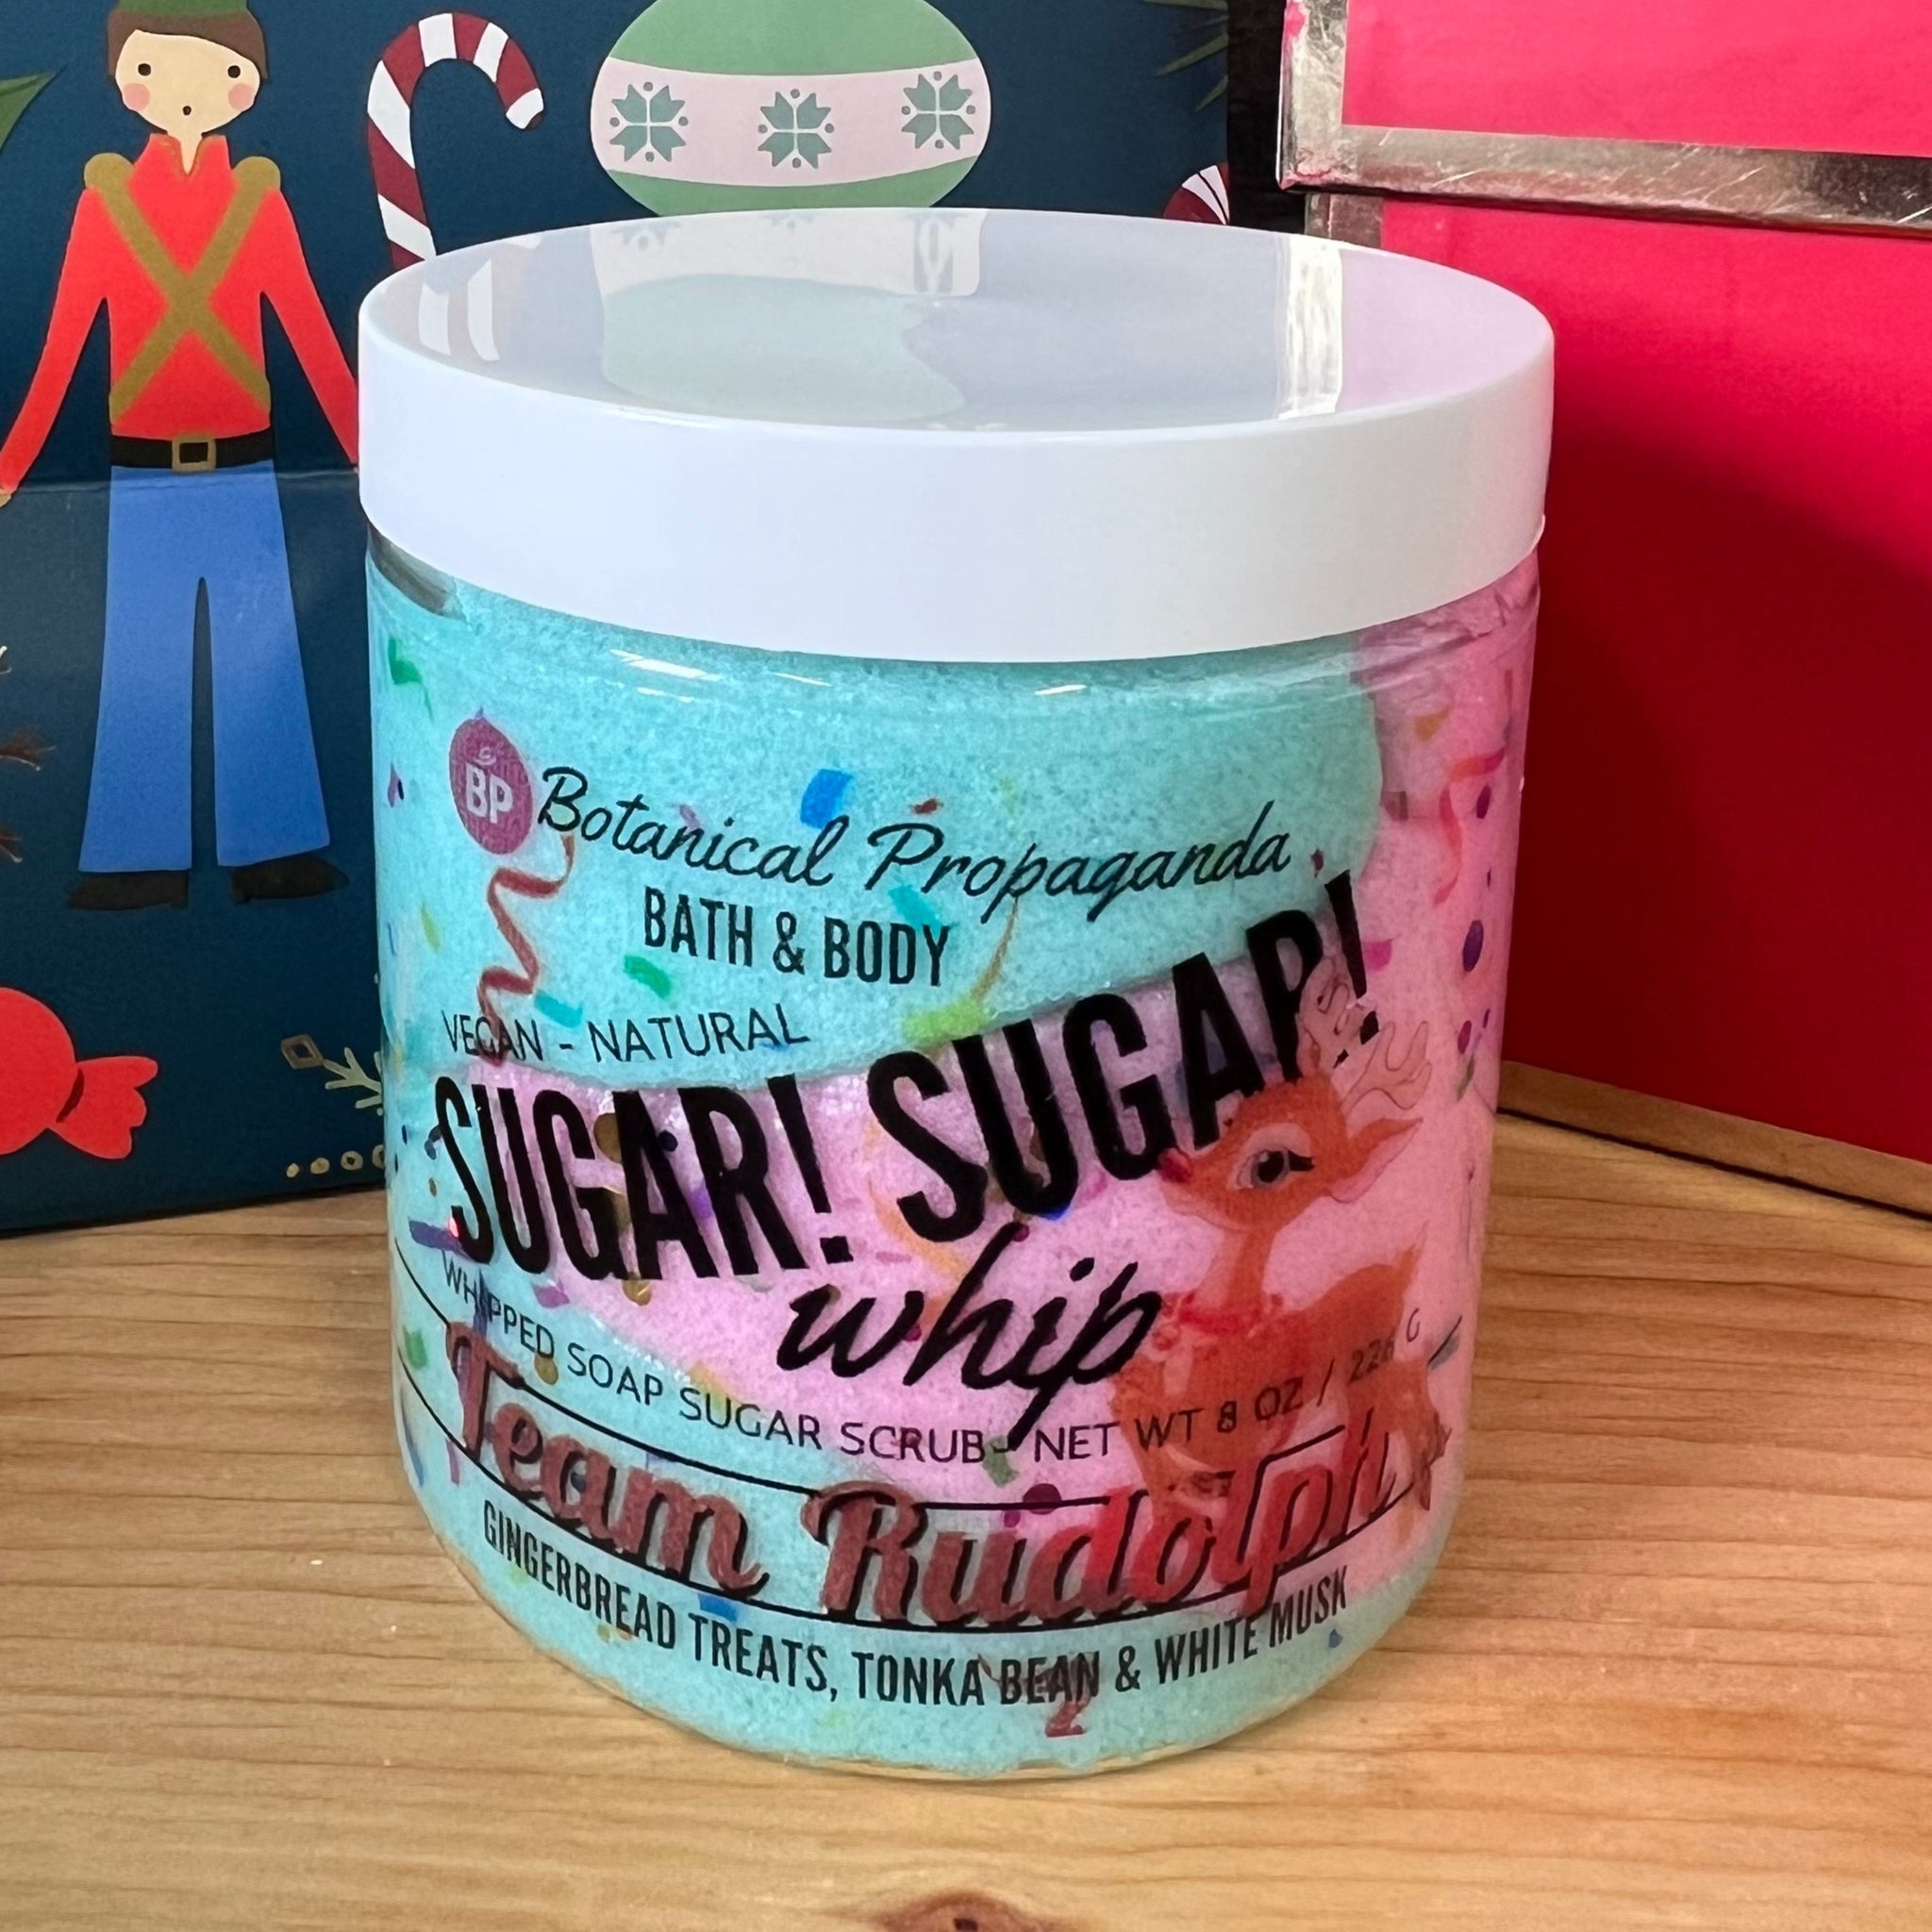 BP
Botanical Propaganda
BATH & BODY
VEGAN - NATURAL
SUGAR! SUGAR!
whip
WHIPPED SOAP SUGAR SCRUB - NET WT 8 OZ / 226 G
Team Rudolph
GINGERBREAD TREATS, TONKA BEAN & WHITE MUSK